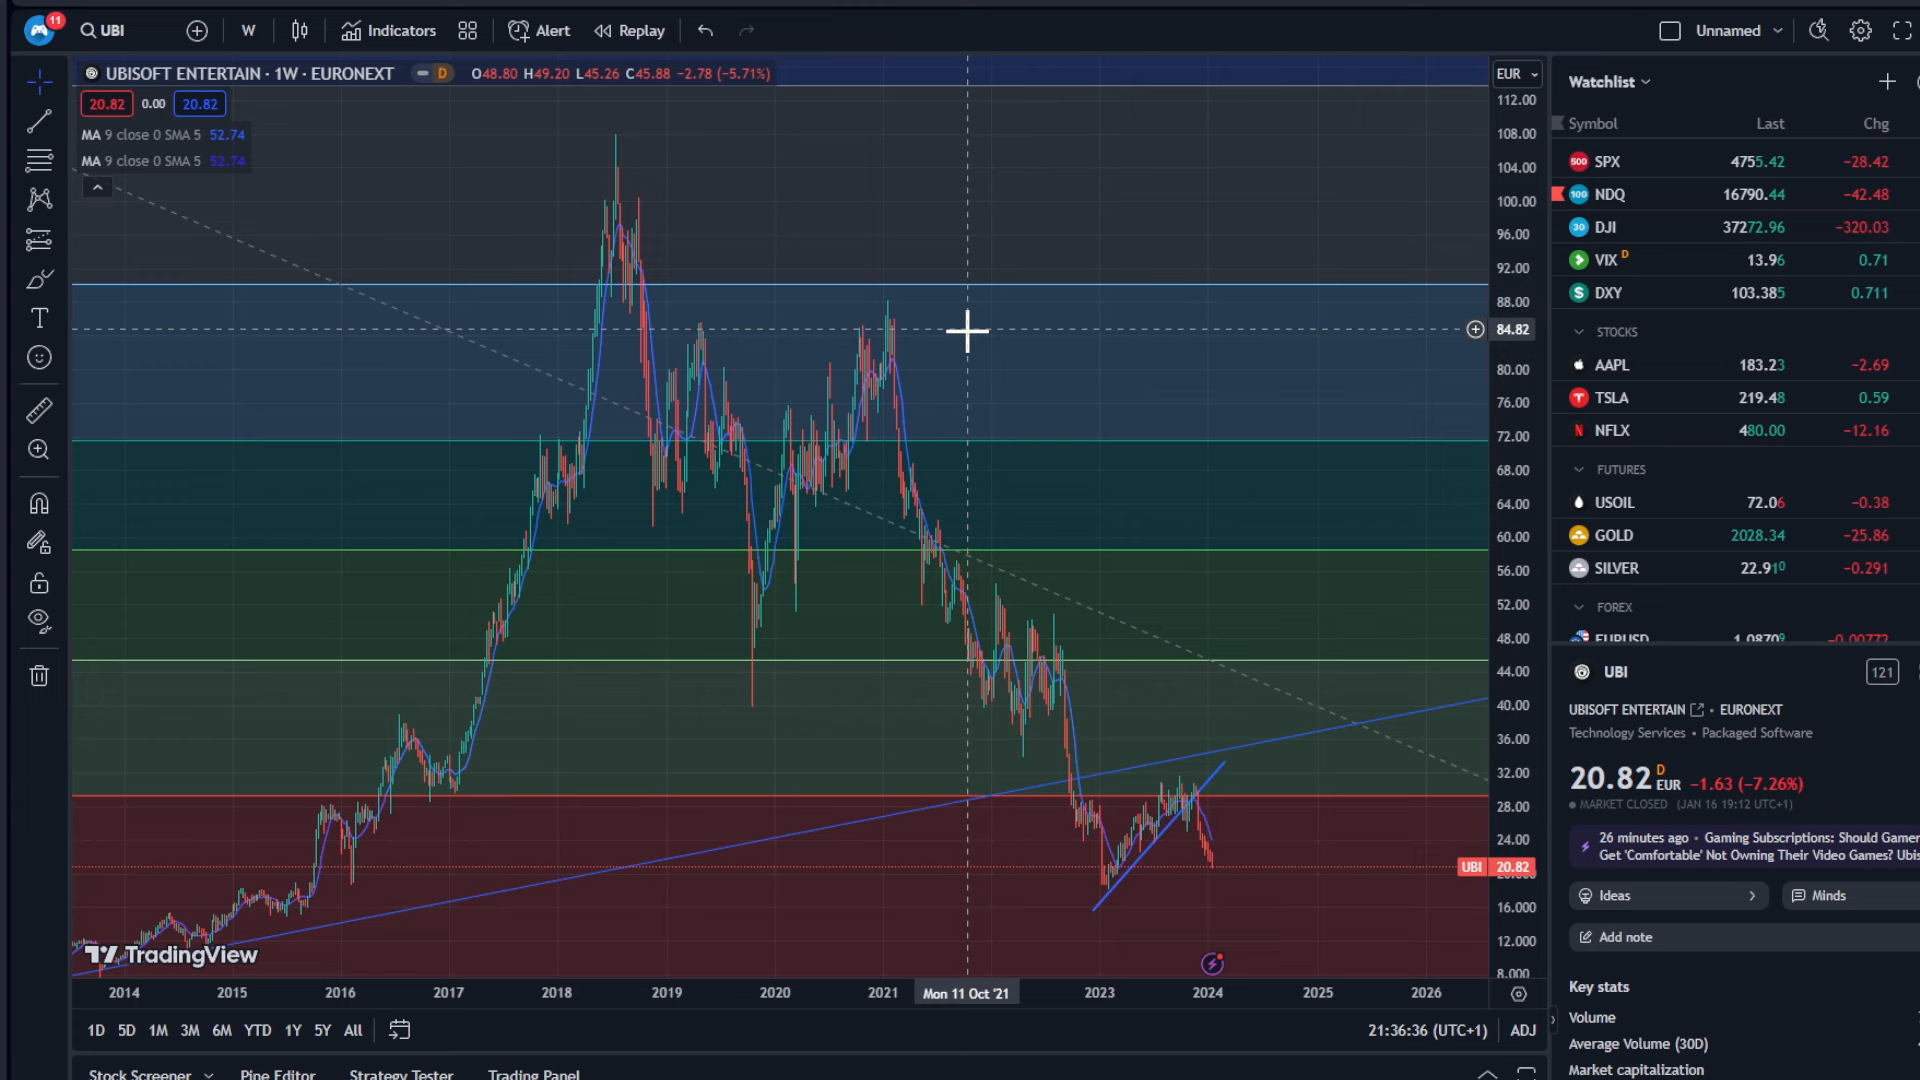 11
UBI
W
Indicators
Alert
Replay
Unnamed
UBISOFT ENTERTAIN · 1W · EURONEXT D O48.80 H49.20 L45.26 C45.88 −2.78 (−5.71%)
20.82 0.00 20.82
MA 9 close 0 SMA 5 52.74
MA 9 close 0 SMA 5 52.74
EUR
112.00
108.00
104.00
100.00
96.00
92.00
88.00
84.82
80.00
76.00
72.00
68.00
64.00
60.00
56.00
52.00
48.00
44.00
40.00
36.00
32.00
28.00
24.00
UBI 20.82
16.000
12.000
8.000
TradingView
2014 2015 2016 2017 2018 2019 2020 2021 Mon 11 Oct '21 2023 2024 2025 2026
1D 5D 1M 3M 6M YTD 1Y 5Y All
21:36:36 (UTC+1) ADJ
Stock Screener Pine Editor Strategy Tester Trading Panel
Watchlist
Symbol Last Chg
500 SPX 4755.42 −28.42
100 NDQ 16790.44 −42.48
30 DJI 37272.96 −320.03
VIX D 13.96 0.71
DXY 103.385 0.711
STOCKS
AAPL 183.23 −2.69
TSLA 219.48 0.59
NFLX 480.00 −12.16
FUTURES
USOIL 72.06 −0.38
GOLD 2028.34 −25.86
SILVER 22.910 −0.291
FOREX
EURUSD 1.08709 −0.00772
UBI 121
UBISOFT ENTERTAIN • EURONEXT
Technology Services • Packaged Software
20.82 D EUR −1.63 (−7.26%)
MARKET CLOSED (JAN 16 19:12 UTC+1)
26 minutes ago • Gaming Subscriptions: Should Gamer
Get 'Comfortable' Not Owning Their Video Games? Ubis
Ideas
Minds
Add note
Key stats
Volume
Average Volume (30D)
Market capitalization